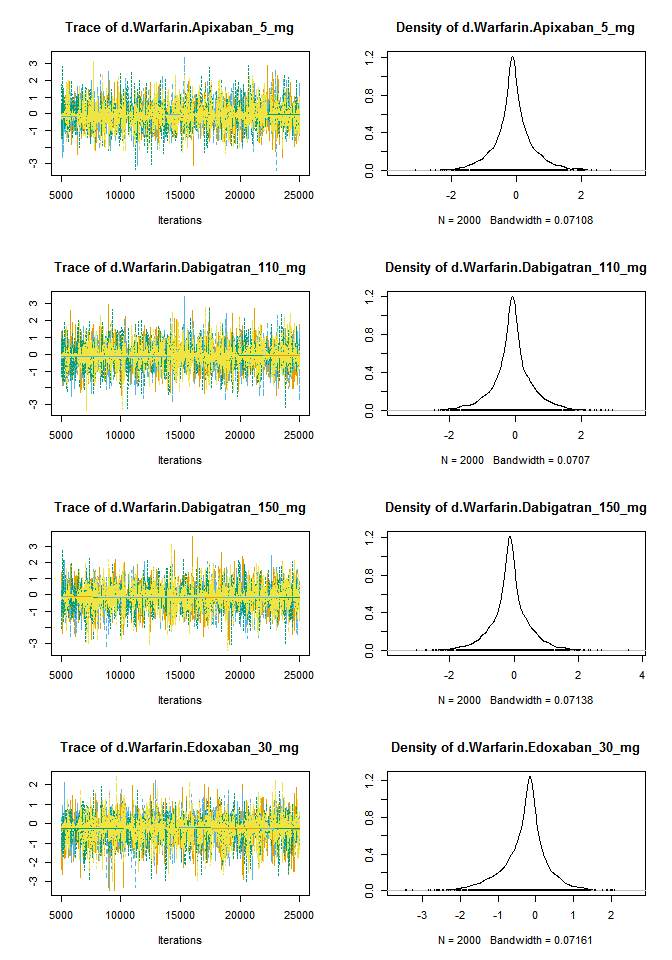 Trace of d.Warfarin.Apixaban_5_mg
3
2
1
0
-1
-3
5000 10000 15000 20000 25000
Iterations
Density of d.Warfarin.Apixaban_5_mg
1.2
0.8
0.4
0.0
-2 0 2
N = 2000 Bandwidth = 0.07108
Trace of d.Warfarin.Dabigatran_110_mg
3
2
1
0
-1
-3
5000 10000 15000 20000 25000
Iterations
Density of d.Warfarin.Dabigatran_110_mg
1.2
0.8
0.4
0.0
-2 0 2
N = 2000 Bandwidth = 0.0707
Trace of d.Warfarin.Dabigatran_150_mg
3
2
1
0
-1
-3
5000 10000 15000 20000 25000
Iterations
Density of d.Warfarin.Dabigatran_150_mg
1.2
0.8
0.4
0.0
-2 0 2 4
N = 2000 Bandwidth = 0.07138
Trace of d.Warfarin.Edoxaban_30_mg
2
1
0
-1
-2
-3
5000 10000 15000 20000 25000
Iterations
Density of d.Warfarin.Edoxaban_30_mg
1.2
0.8
0.4
0.0
-3 -2 -1 0 1 2
N = 2000 Bandwidth = 0.07161